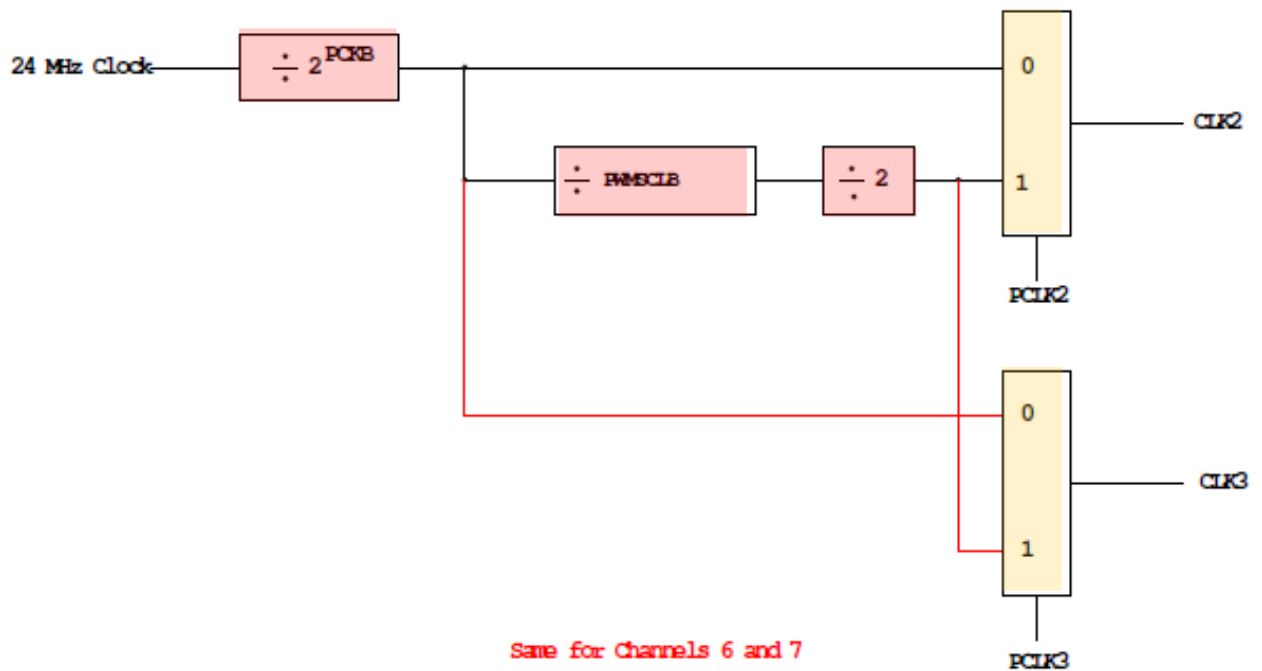 24 MHz Clock
÷ 2^PCKB
0
CLK2
÷ PWMSCLB
÷ 2
1
PCLK2
0
CLK3
1
Same for Channels 6 and 7
PCLK3